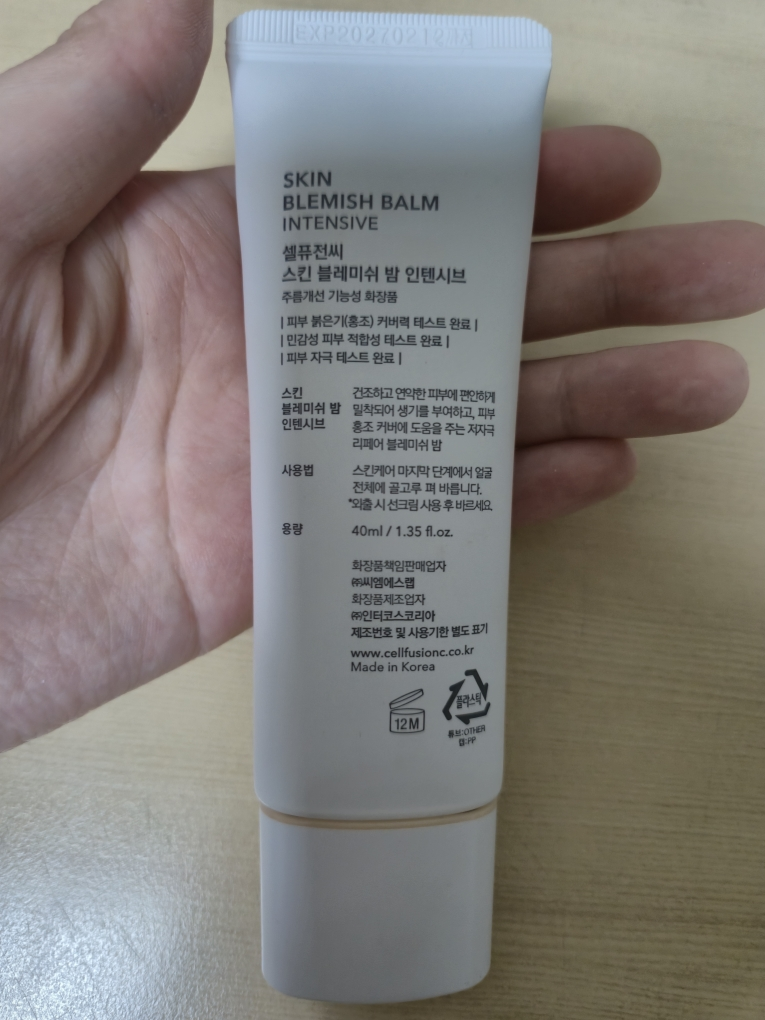 EXP20270212
SKIN
BLEMISH BALM
INTENSIVE
셀퓨전씨
스킨 블레미쉬 밤 인텐시브
주름개선 기능성 화장품
| 피부 붉은기(홍조) 커버력 테스트 완료 |
| 민감성 피부 적합성 테스트 완료 |
| 피부 자극 테스트 완료 |
스킨
블레미쉬 밤
인텐시브
건조하고 연약한 피부에 편안하게
밀착되어 생기를 부여하고, 피부
홍조 커버에 도움을 주는 저자극
리페어 블레미쉬 밤
사용법
스킨케어 마지막 단계에서 얼굴
전체에 골고루 펴 바릅니다.
*외출 시 선크림 사용 후 바르세요.
용량
40ml / 1.35 fl.oz.
화장품책임판매업자
㈜씨엠에스랩
화장품제조업자
㈜인터코스코리아
제조번호 및 사용기한 별도 표기
www.cellfusionc.co.kr
Made in Korea
12M
플라스틱
튜브:OTHER
캡:PP